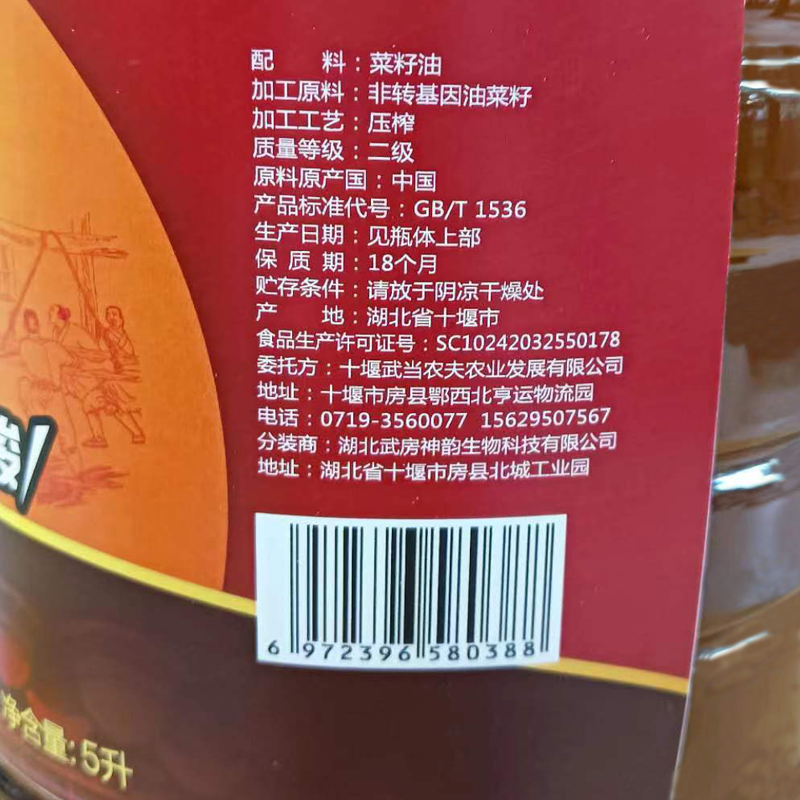 配 料：菜籽油
加工原料：非转基因油菜籽
加工工艺：压榨
质量等级：二级
原料原产国：中国
产品标准代号：GB/T 1536
生产日期：见瓶体上部
保 质 期：18个月
贮存条件：请放于阴凉干燥处
产 地：湖北省十堰市
食品生产许可证号：SC10242032550178
委托方：十堰武当农夫农业发展有限公司
地址：十堰市房县鄂西北亨运物流园
电话：0719-3560077 15629507567
分装商：湖北武房神韵生物科技有限公司
地址：湖北省十堰市房县北城工业园
6 972396 580388
净含量:5升